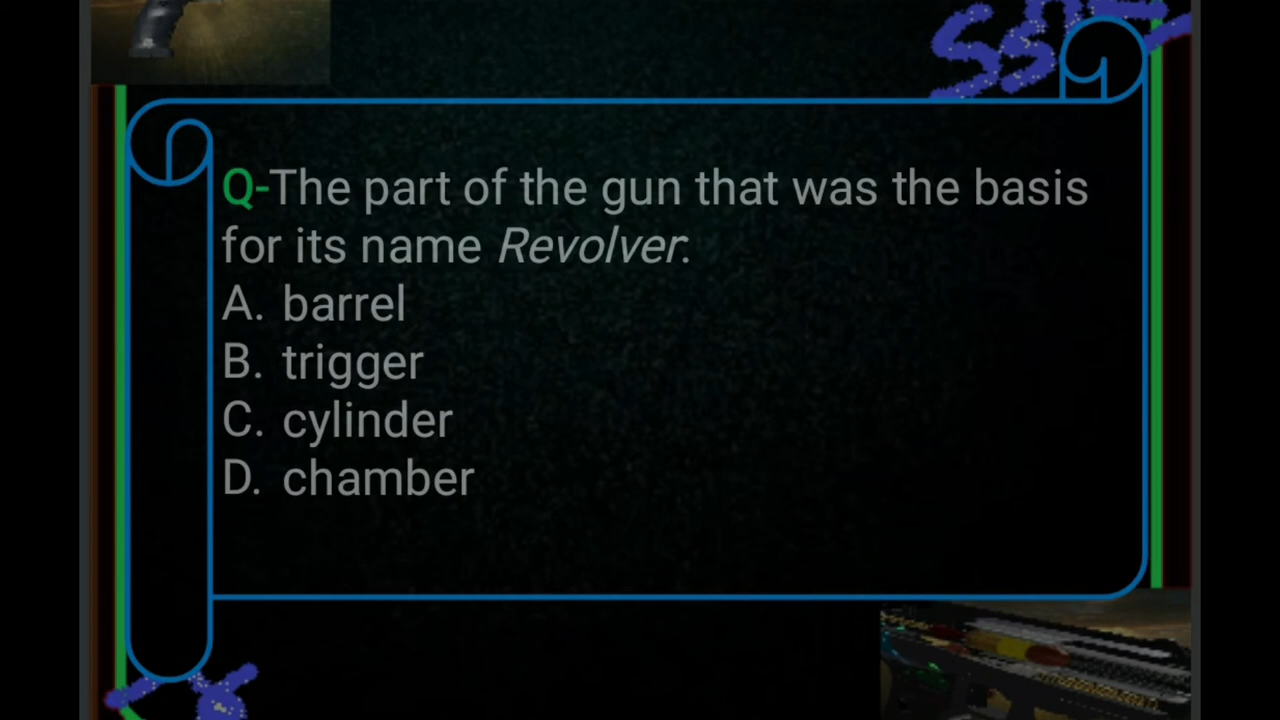 Q-The part of the gun that was the basis
for its name Revolver:
A. barrel
B. trigger
C. cylinder
D. chamber